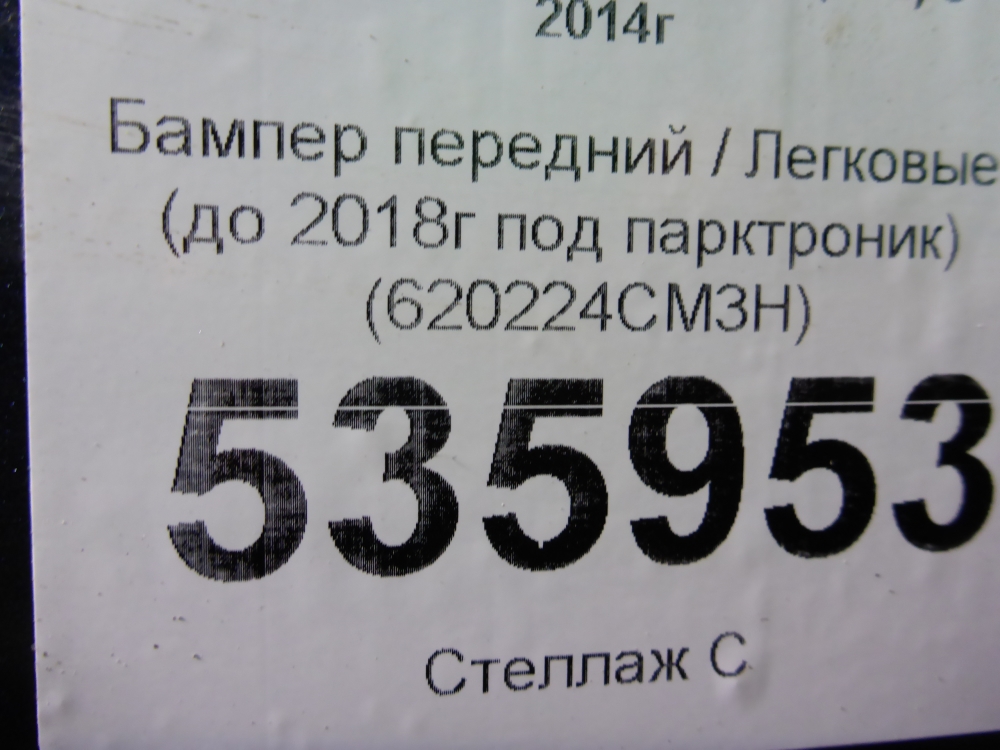 2014г
Бампер передний / Легковые
(до 2018г под парктроник)
(620224CM3H)
535953
Стеллаж С